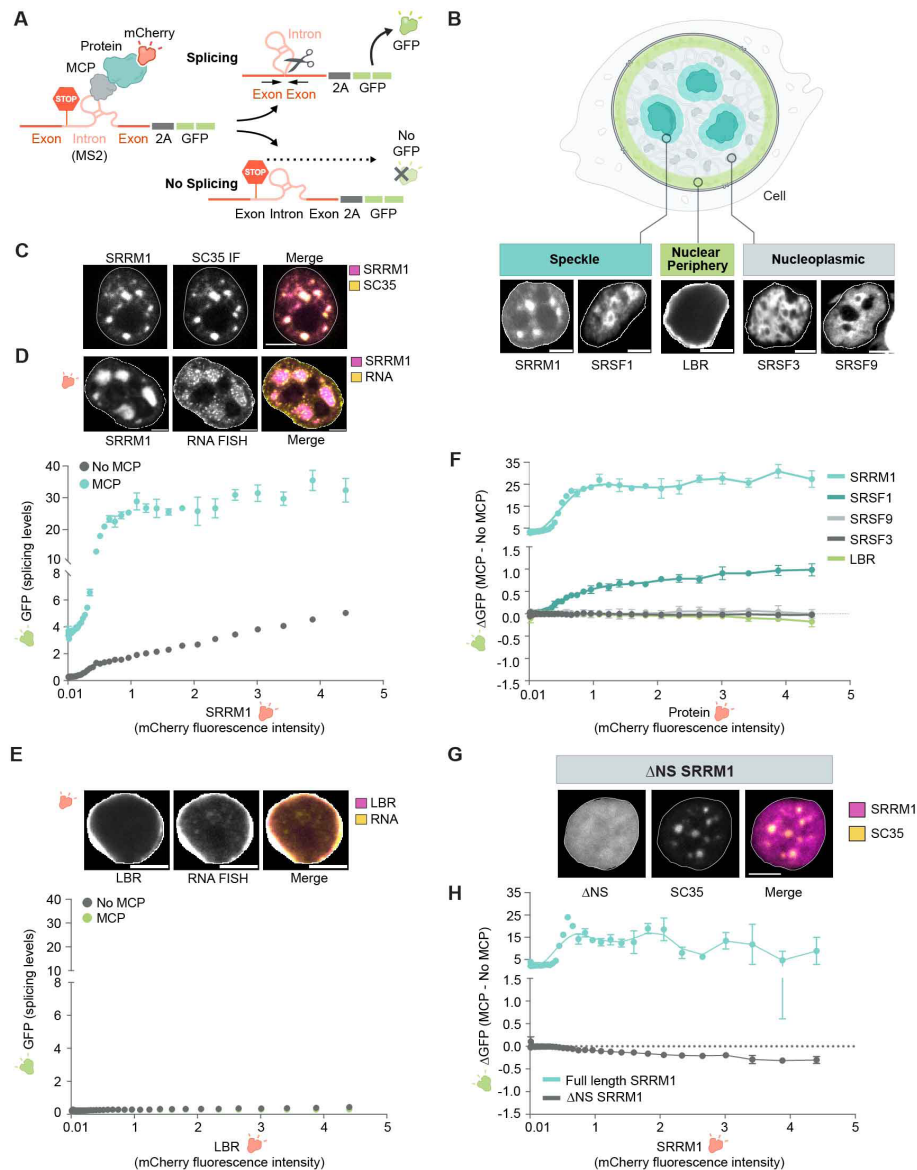 A
mCherry
Protein
MCP
STOP
Exon
Intron
(MS2)
Exon
2A
GFP
Splicing
Intron
Exon Exon
2A
GFP
GFP
No Splicing
STOP
No
GFP
Exon
Intron
Exon
2A
GFP
B
Cell
Speckle
Nuclear
Periphery
Nucleoplasmic
SRRM1
SRSF1
LBR
SRSF3
SRSF9
C
SRRM1
SC35 IF
Merge
SRRM1
SC35
D
SRRM1
RNA
SRRM1
RNA FISH
Merge
No MCP
MCP
GFP (splicing levels)
40
30
20
10
8
6
4
2
0
0.01
1
2
3
4
5
SRRM1
(mCherry fluorescence intensity)
F
ΔGFP (MCP - No MCP)
35
25
15
5
1.5
1.0
0.5
0.0
-0.5
-1.0
-1.5
0.01
1
2
3
4
5
Protein
(mCherry fluorescence intensity)
SRRM1
SRSF1
SRSF9
SRSF3
LBR
E
LBR
RNA
LBR
RNA FISH
Merge
No MCP
MCP
GFP (splicing levels)
40
30
20
10
8
6
4
2
0
0.01
1
2
3
4
5
LBR
(mCherry fluorescence intensity)
G
ΔNS SRRM1
SRRM1
SC35
ΔNS
SC35
Merge
H
ΔGFP (MCP - No MCP)
35
25
15
5
1.5
1.0
0.5
0.0
-0.5
-1.0
-1.5
Full length SRRM1
ΔNS SRRM1
0.01
1
2
3
4
5
SRRM1
(mCherry fluorescence intensity)